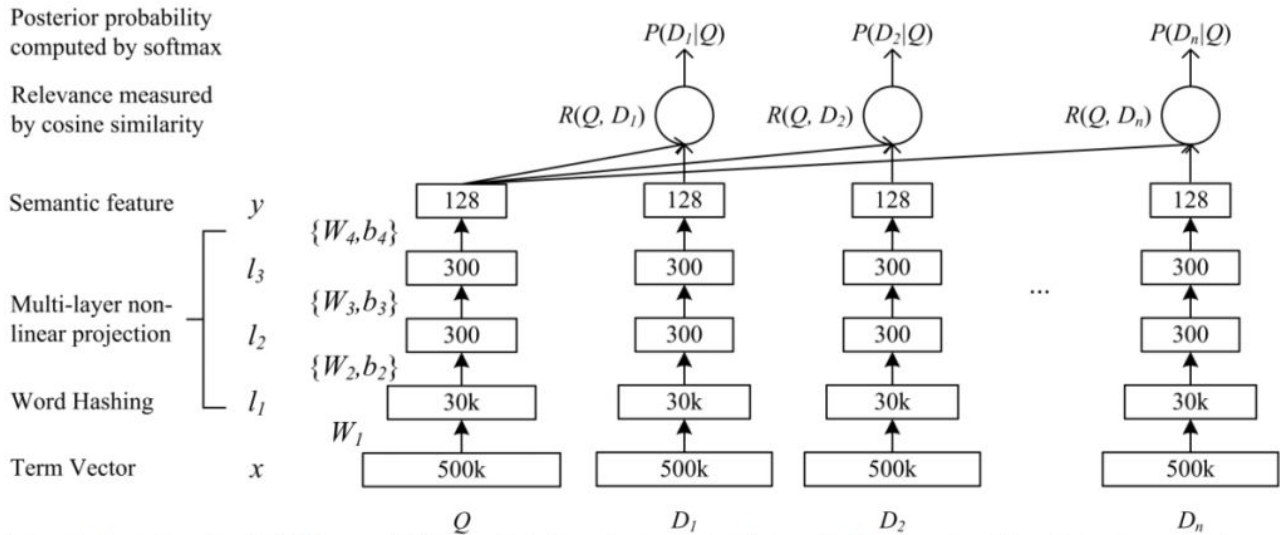 Posterior probability
computed by softmax
P(D₁|Q) P(D₂|Q) P(Dₙ|Q)
Relevance measured
by cosine similarity
R(Q, D₁) R(Q, D₂) R(Q, Dₙ)
Semantic feature y 128 128 128 128
{W₄,b₄}
l₃ 300 300 300 300
Multi-layer non-
linear projection
{W₃,b₃} ...
l₂ 300 300 300 300
{W₂,b₂}
Word Hashing l₁ 30k 30k 30k 30k
W₁
Term Vector x 500k 500k 500k 500k
Q D₁ D₂ Dₙ